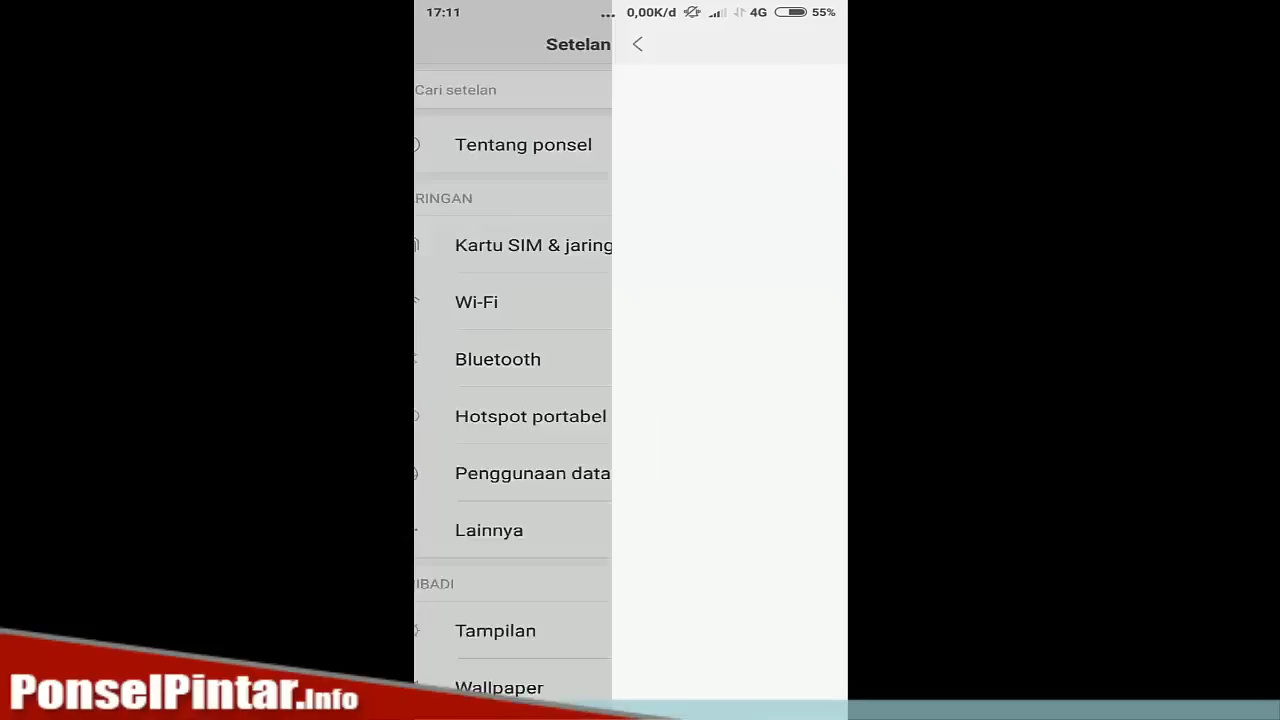 17:11 ... 0,00K/d 4G 55%
Setelan
Cari setelan
Tentang ponsel
RINGAN
Kartu SIM & jaring
Wi-Fi
Bluetooth
Hotspot portabel
Penggunaan data
Lainnya
IBADI
Tampilan
Wallpaper
PonselPintar.Info